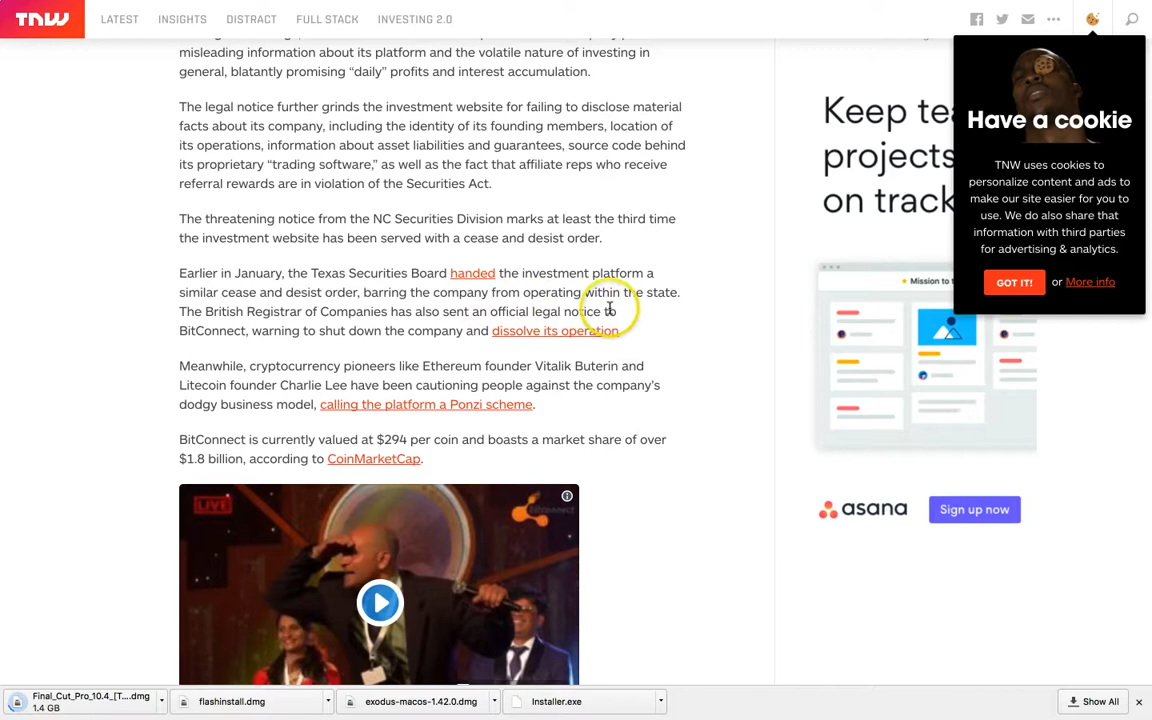 TNW LATEST INSIGHTS DISTRACT FULL STACK INVESTING 2.0
misleading information about its platform and the volatile nature of investing in
general, blatantly promising “daily” profits and interest accumulation.
The legal notice further grinds the investment website for failing to disclose material
facts about its company, including the identity of its founding members, location of
its operations, information about asset liabilities and guarantees, source code behind
its proprietary “trading software,” as well as the fact that affiliate reps who receive
referral rewards are in violation of the Securities Act.
The threatening notice from the NC Securities Division marks at least the third time
the investment website has been served with a cease and desist order.
Earlier in January, the Texas Securities Board handed the investment platform a
similar cease and desist order, barring the company from operating within the state.
The British Registrar of Companies has also sent an official legal notice to
BitConnect, warning to shut down the company and dissolve its operation.
Meanwhile, cryptocurrency pioneers like Ethereum founder Vitalik Buterin and
Litecoin founder Charlie Lee have been cautioning people against the company’s
dodgy business model, calling the platform a Ponzi scheme.
BitConnect is currently valued at $294 per coin and boasts a market share of over
$1.8 billion, according to CoinMarketCap.
LIVE
bitconnect
Keep te
projects
on track
Mission to
asana Sign up now
Have a cookie
TNW uses cookies to
personalize content and ads to
make our site easier for you to
use. We do also share that
information with third parties
for advertising & analytics.
GOT IT! or More info
Final_Cut_Pro_10.4_[T....dmg
1.4 GB
flashinstall.dmg
exodus-macos-1.42.0.dmg
Installer.exe
Show All